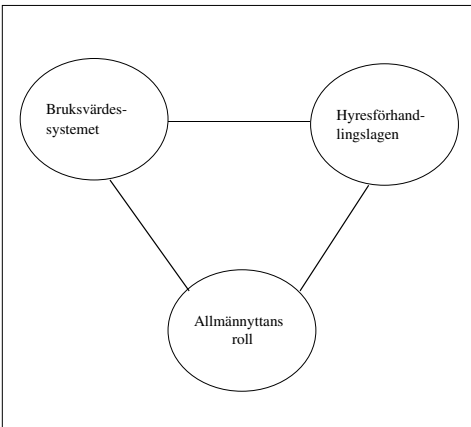 Bruksvärdes-
systemet
Hyresförhand-
lingslagen
Allmännyttans
roll